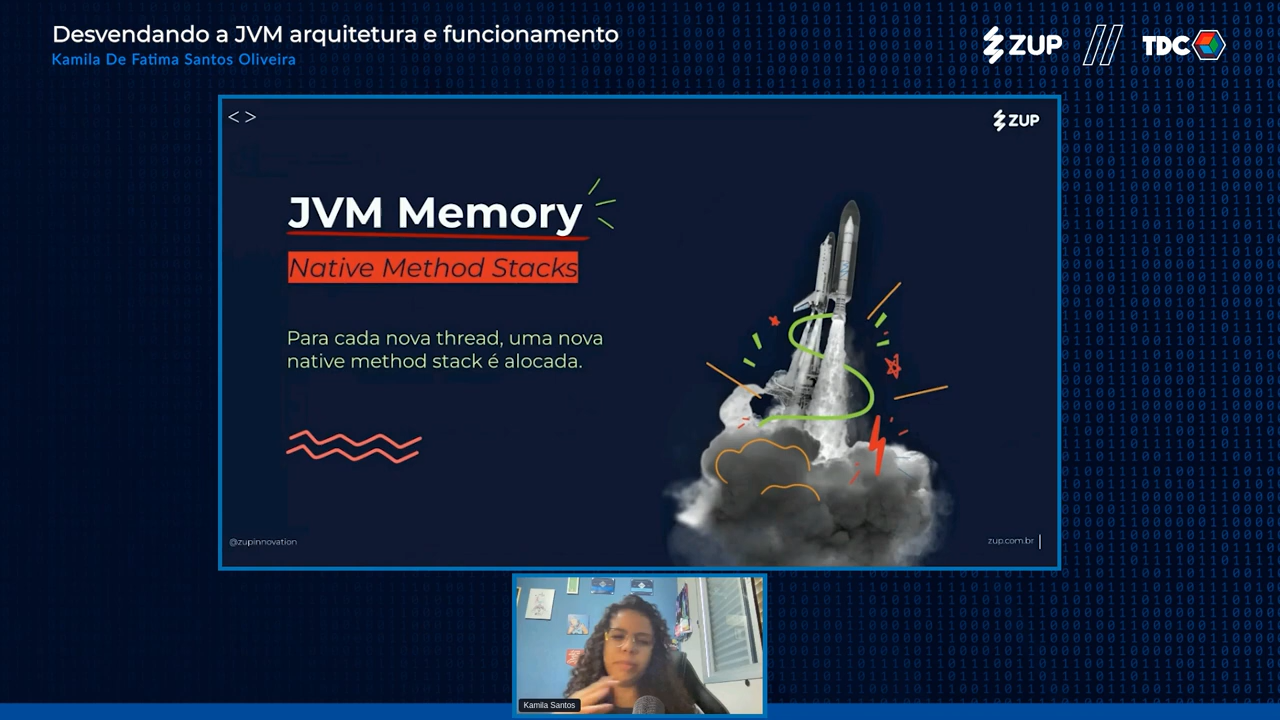 Desvendando a JVM arquitetura e funcionamento
Kamila De Fatima Santos Oliveira
ZUP
TDC
< >
ZUP
JVM Memory
Native Method Stacks
Para cada nova thread, uma nova
native method stack é alocada.
@zupinnovation
zup.com.br
Kamila Santos